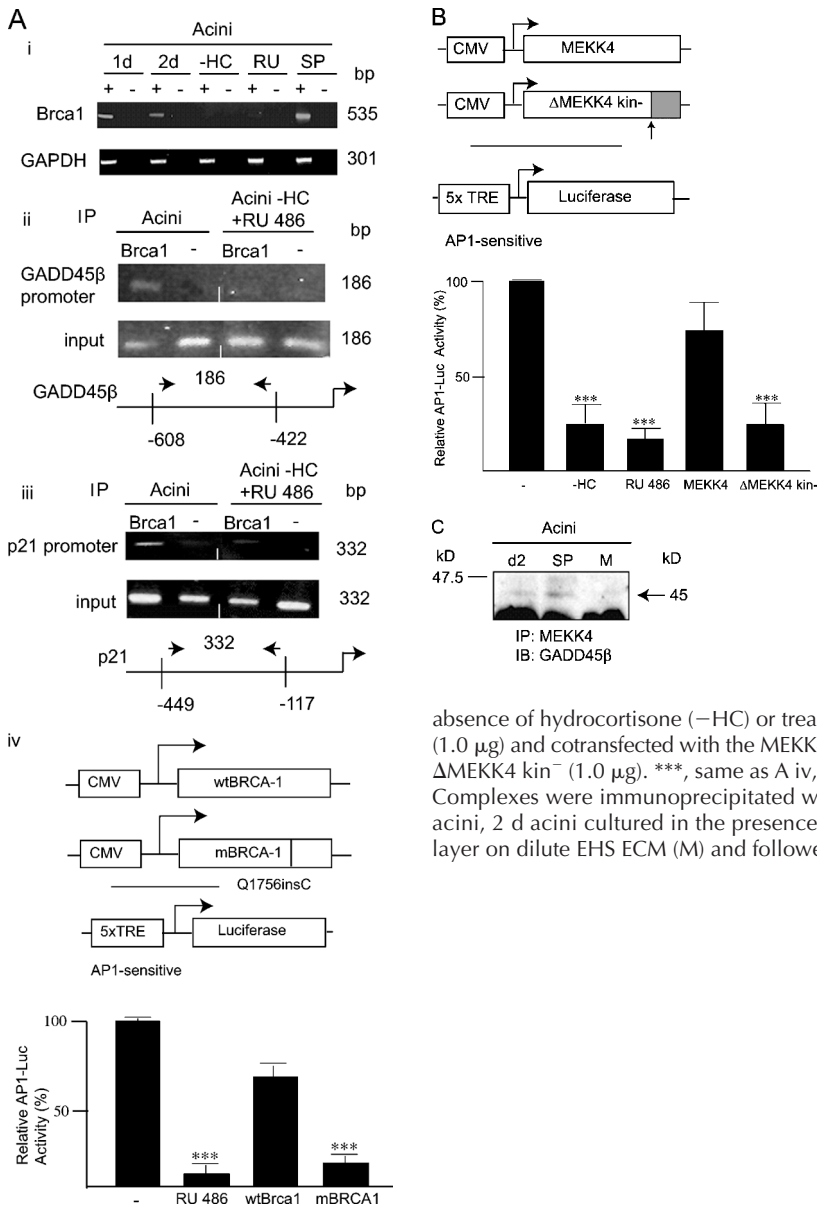 A
Acini
i
1d 2d -HC RU SP bp
+ - + - + - + - + -
Brca1 535
GAPDH 301
ii IP Acini Acini -HC +RU 486 bp
Brca1 - Brca1 -
GADD45β promoter 186
input 186
186
GADD45β
-608 -422
iii IP Acini Acini -HC +RU 486 bp
Brca1 - Brca1 -
p21 promoter 332
input 332
332
p21
-449 -117
iv
CMV wtBRCA-1
CMV mBRCA-1
Q1756insC
5xTRE Luciferase
AP1-sensitive
Relative AP1-Luc Activity (%)
100
50
*** ***
- RU 486 wtBrca1 mBRCA1
B
CMV MEKK4
CMV ΔMEKK4 kin-
5x TRE Luciferase
AP1-sensitive
Relative AP1-Luc Activity (%)
100
50
*** *** ***
- -HC RU 486 MEKK4 ΔMEKK4 kin-
C
Acini
kD d2 SP M kD
47.5 45
IP: MEKK4
IB: GADD45β
absence of hydrocortisone (−HC) or trea
(1.0 μg) and cotransfected with the MEKK
ΔMEKK4 kin⁻ (1.0 μg). ***, same as A iv,
Complexes were immunoprecipitated w
acini, 2 d acini cultured in the presence
layer on dilute EHS ECM (M) and followe